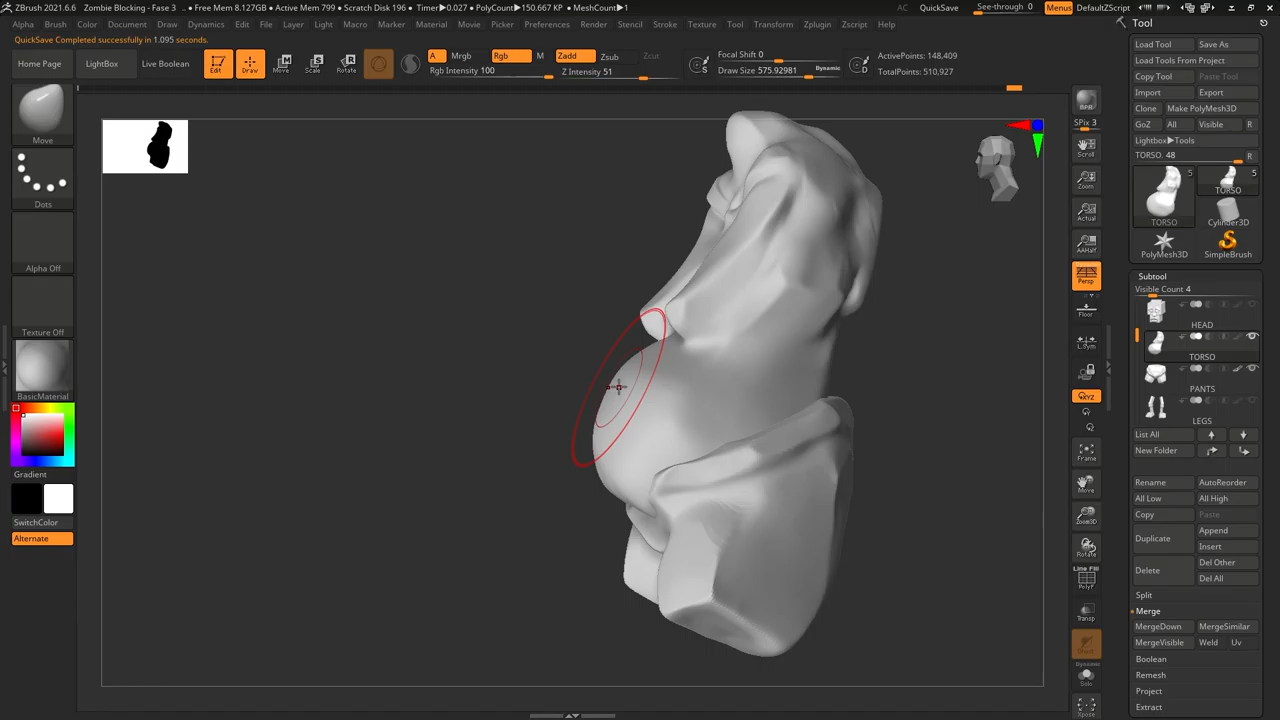 ZBrush 2021.6.6 Zombie Blocking - Fase 3 • Free Mem 8.127GB • Active Mem 799 • Scratch Disk 196 • Timer▶0.027 • PolyCount▶150.667 KP • MeshCount▶1
AC QuickSave See-through 0 Menus DefaultZScript
Alpha Brush Color Document Draw Dynamics Edit File Layer Light Macro Marker Material Movie Picker Preferences Render Stencil Stroke Texture Tool Transform Zplugin Zscript Help
QuickSave Completed successfully in 1.095 seconds.
Home Page LightBox Live Boolean
Edit Draw Move Scale Rotate
A Mrgb Rgb M Zadd Zsub Zcut
Rgb Intensity 100 Z Intensity 51
Focal Shift 0
Draw Size 575.92981 Dynamic
S D
ActivePoints: 148,409
TotalPoints: 510,927
Move
Dots
Alpha Off
Texture Off
BasicMaterial
Gradient
SwitchColor
Alternate
BPR
SPix 3
Scroll
Zoom
Actual
AAHalf
Persp
Floor
L.Sym
XYZ
Frame
Move
Zoom3D
Rotate
Line Fill
PolyF
Transp
Ghost
Dynamic
Solo
Xpose
Tool
Load Tool Save As
Load Tools From Project
Copy Tool Paste Tool
Import Export
Clone Make PolyMesh3D
GoZ All Visible R
Lightbox▶Tools
TORSO. 48 R
5 5
TORSO TORSO
Cylinder3D
PolyMesh3D SimpleBrush
Subtool
Visible Count 4
HEAD
TORSO
PANTS
LEGS
List All
New Folder
Rename AutoReorder
All Low All High
Copy Paste
Duplicate Append
Insert
Delete Del Other
Del All
Split
Merge
MergeDown MergeSimilar
MergeVisible Weld Uv
Boolean
Remesh
Project
Extract